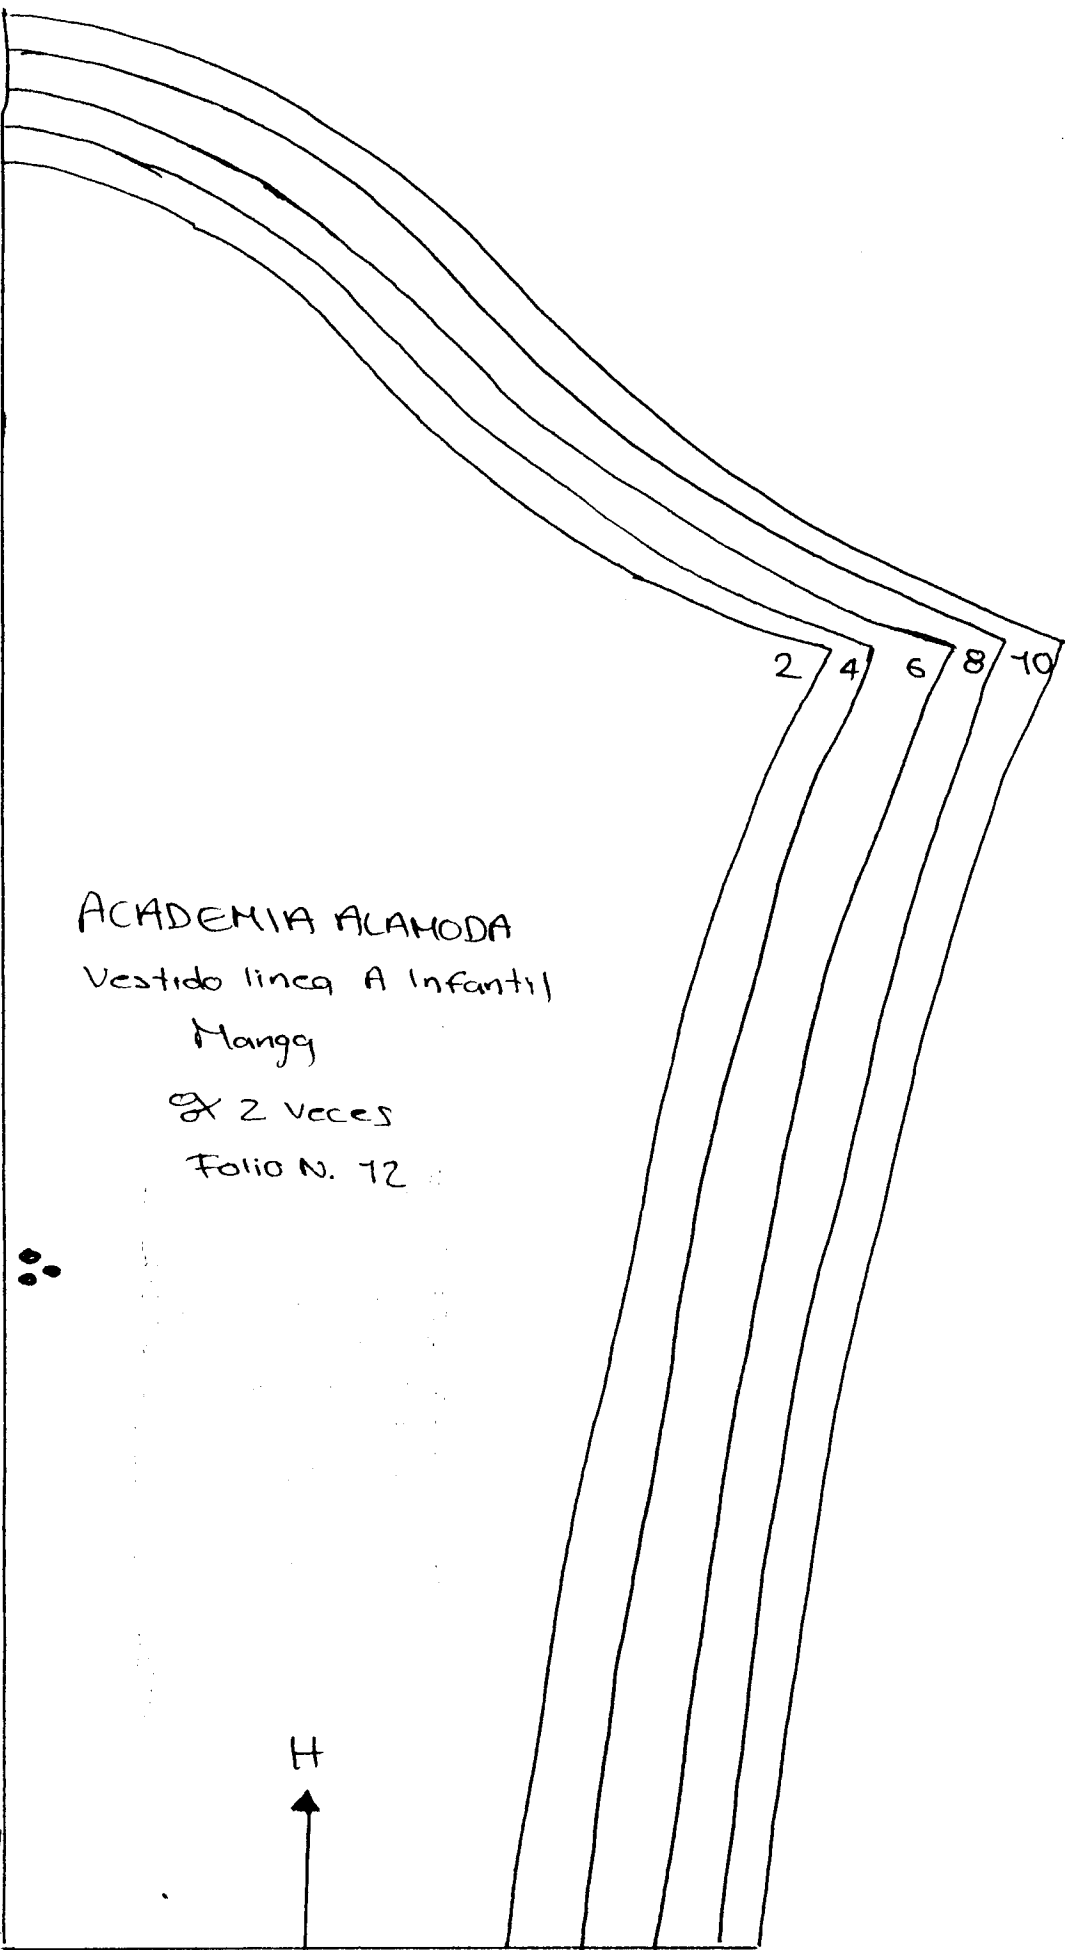 2 4 6 8 10
ACADEMIA ALAMODA
Vestido linea A Infantil
Manga
2 veces
Folio N. 12
H